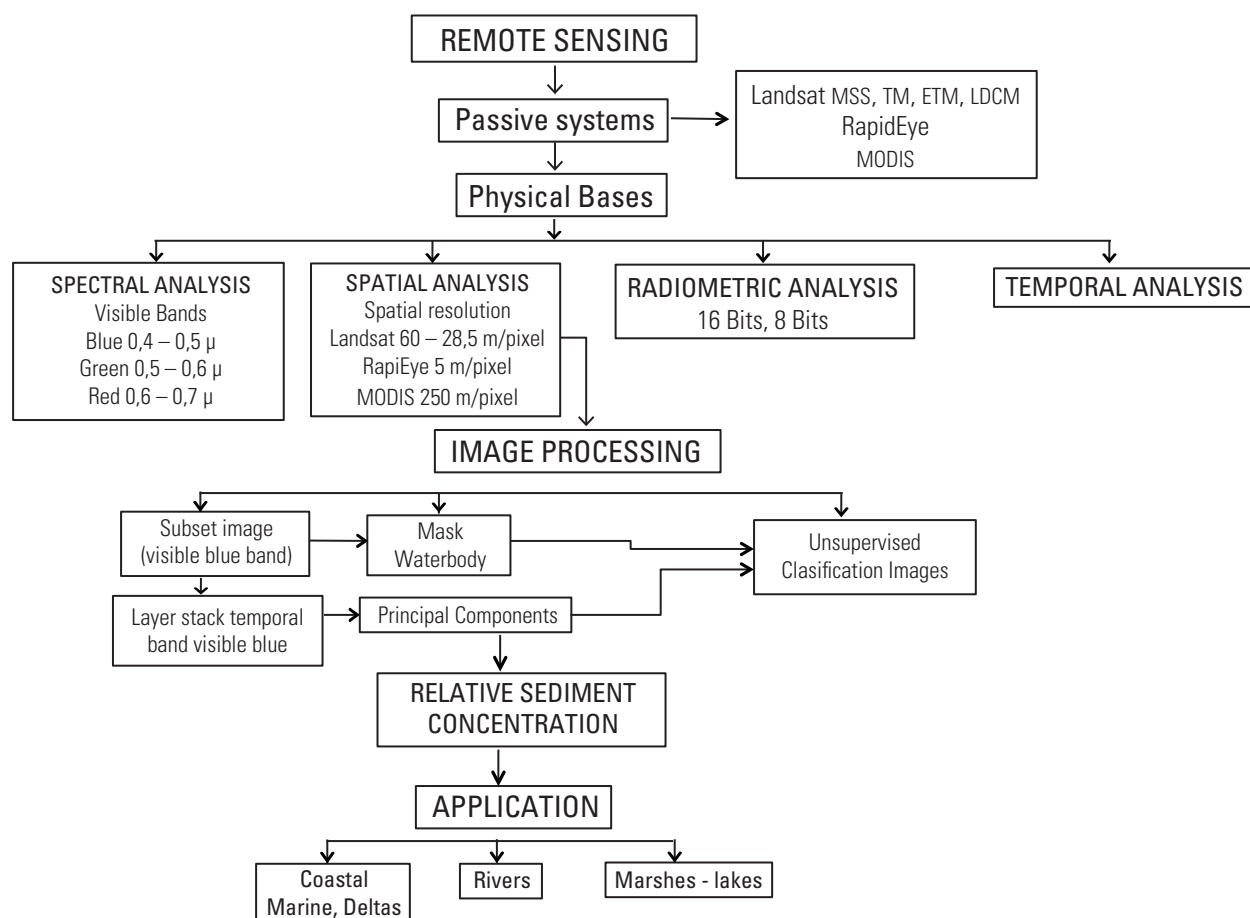 REMOTE SENSING
Passive systems
Landsat MSS, TM, ETM, LDCM
RapidEye
MODIS
Physical Bases
SPECTRAL ANALYSIS
Visible Bands
Blue 0,4 – 0,5 µ
Green 0,5 – 0,6 µ
Red 0,6 – 0,7 µ
SPATIAL ANALYSIS
Spatial resolution
Landsat 60 – 28,5 m/pixel
RapiEye 5 m/pixel
MODIS 250 m/pixel
RADIOMETRIC ANALYSIS
16 Bits, 8 Bits
TEMPORAL ANALYSIS
IMAGE PROCESSING
Subset image
(visible blue band)
Mask
Waterbody
Unsupervised
Clasification Images
Layer stack temporal
band visible blue
Principal Components
RELATIVE SEDIMENT
CONCENTRATION
APPLICATION
Coastal
Marine, Deltas
Rivers
Marshes - lakes